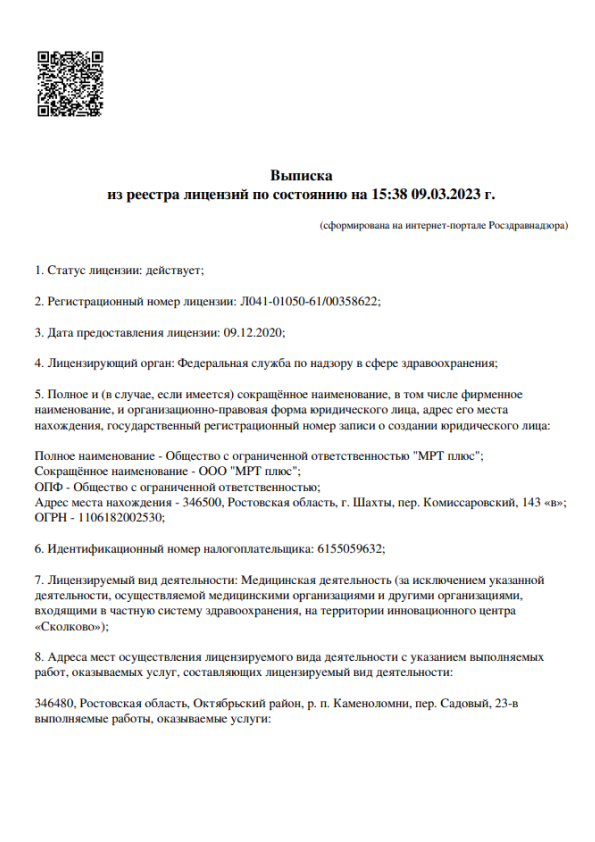 Выписка
из реестра лицензий по состоянию на 15:38 09.03.2023 г.
(сформирована на интернет-портале Росздравнадзора)
1. Статус лицензии: действует;
2. Регистрационный номер лицензии: Л041-01050-61/00358622;
3. Дата предоставления лицензии: 09.12.2020;
4. Лицензирующий орган: Федеральная служба по надзору в сфере здравоохранения;
5. Полное и (в случае, если имеется) сокращённое наименование, в том числе фирменное
наименование, и организационно-правовая форма юридического лица, адрес его места
нахождения, государственный регистрационный номер записи о создании юридического лица:
Полное наименование - Общество с ограниченной ответственностью "МРТ плюс";
Сокращённое наименование - ООО "МРТ плюс";
ОПФ - Общество с ограниченной ответственностью;
Адрес места нахождения - 346500, Ростовская область, г. Шахты, пер. Комиссаровский, 143 «в»;
ОГРН - 1106182002530;
6. Идентификационный номер налогоплательщика: 6155059632;
7. Лицензируемый вид деятельности: Медицинская деятельность (за исключением указанной
деятельности, осуществляемой медицинскими организациями и другими организациями,
входящими в частную систему здравоохранения, на территории инновационного центра
«Сколково»);
8. Адреса мест осуществления лицензируемого вида деятельности с указанием выполняемых
работ, оказываемых услуг, составляющих лицензируемый вид деятельности:
346480, Ростовская область, Октябрьский район, р. п. Каменоломни, пер. Садовый, 23-в
выполняемые работы, оказываемые услуги: